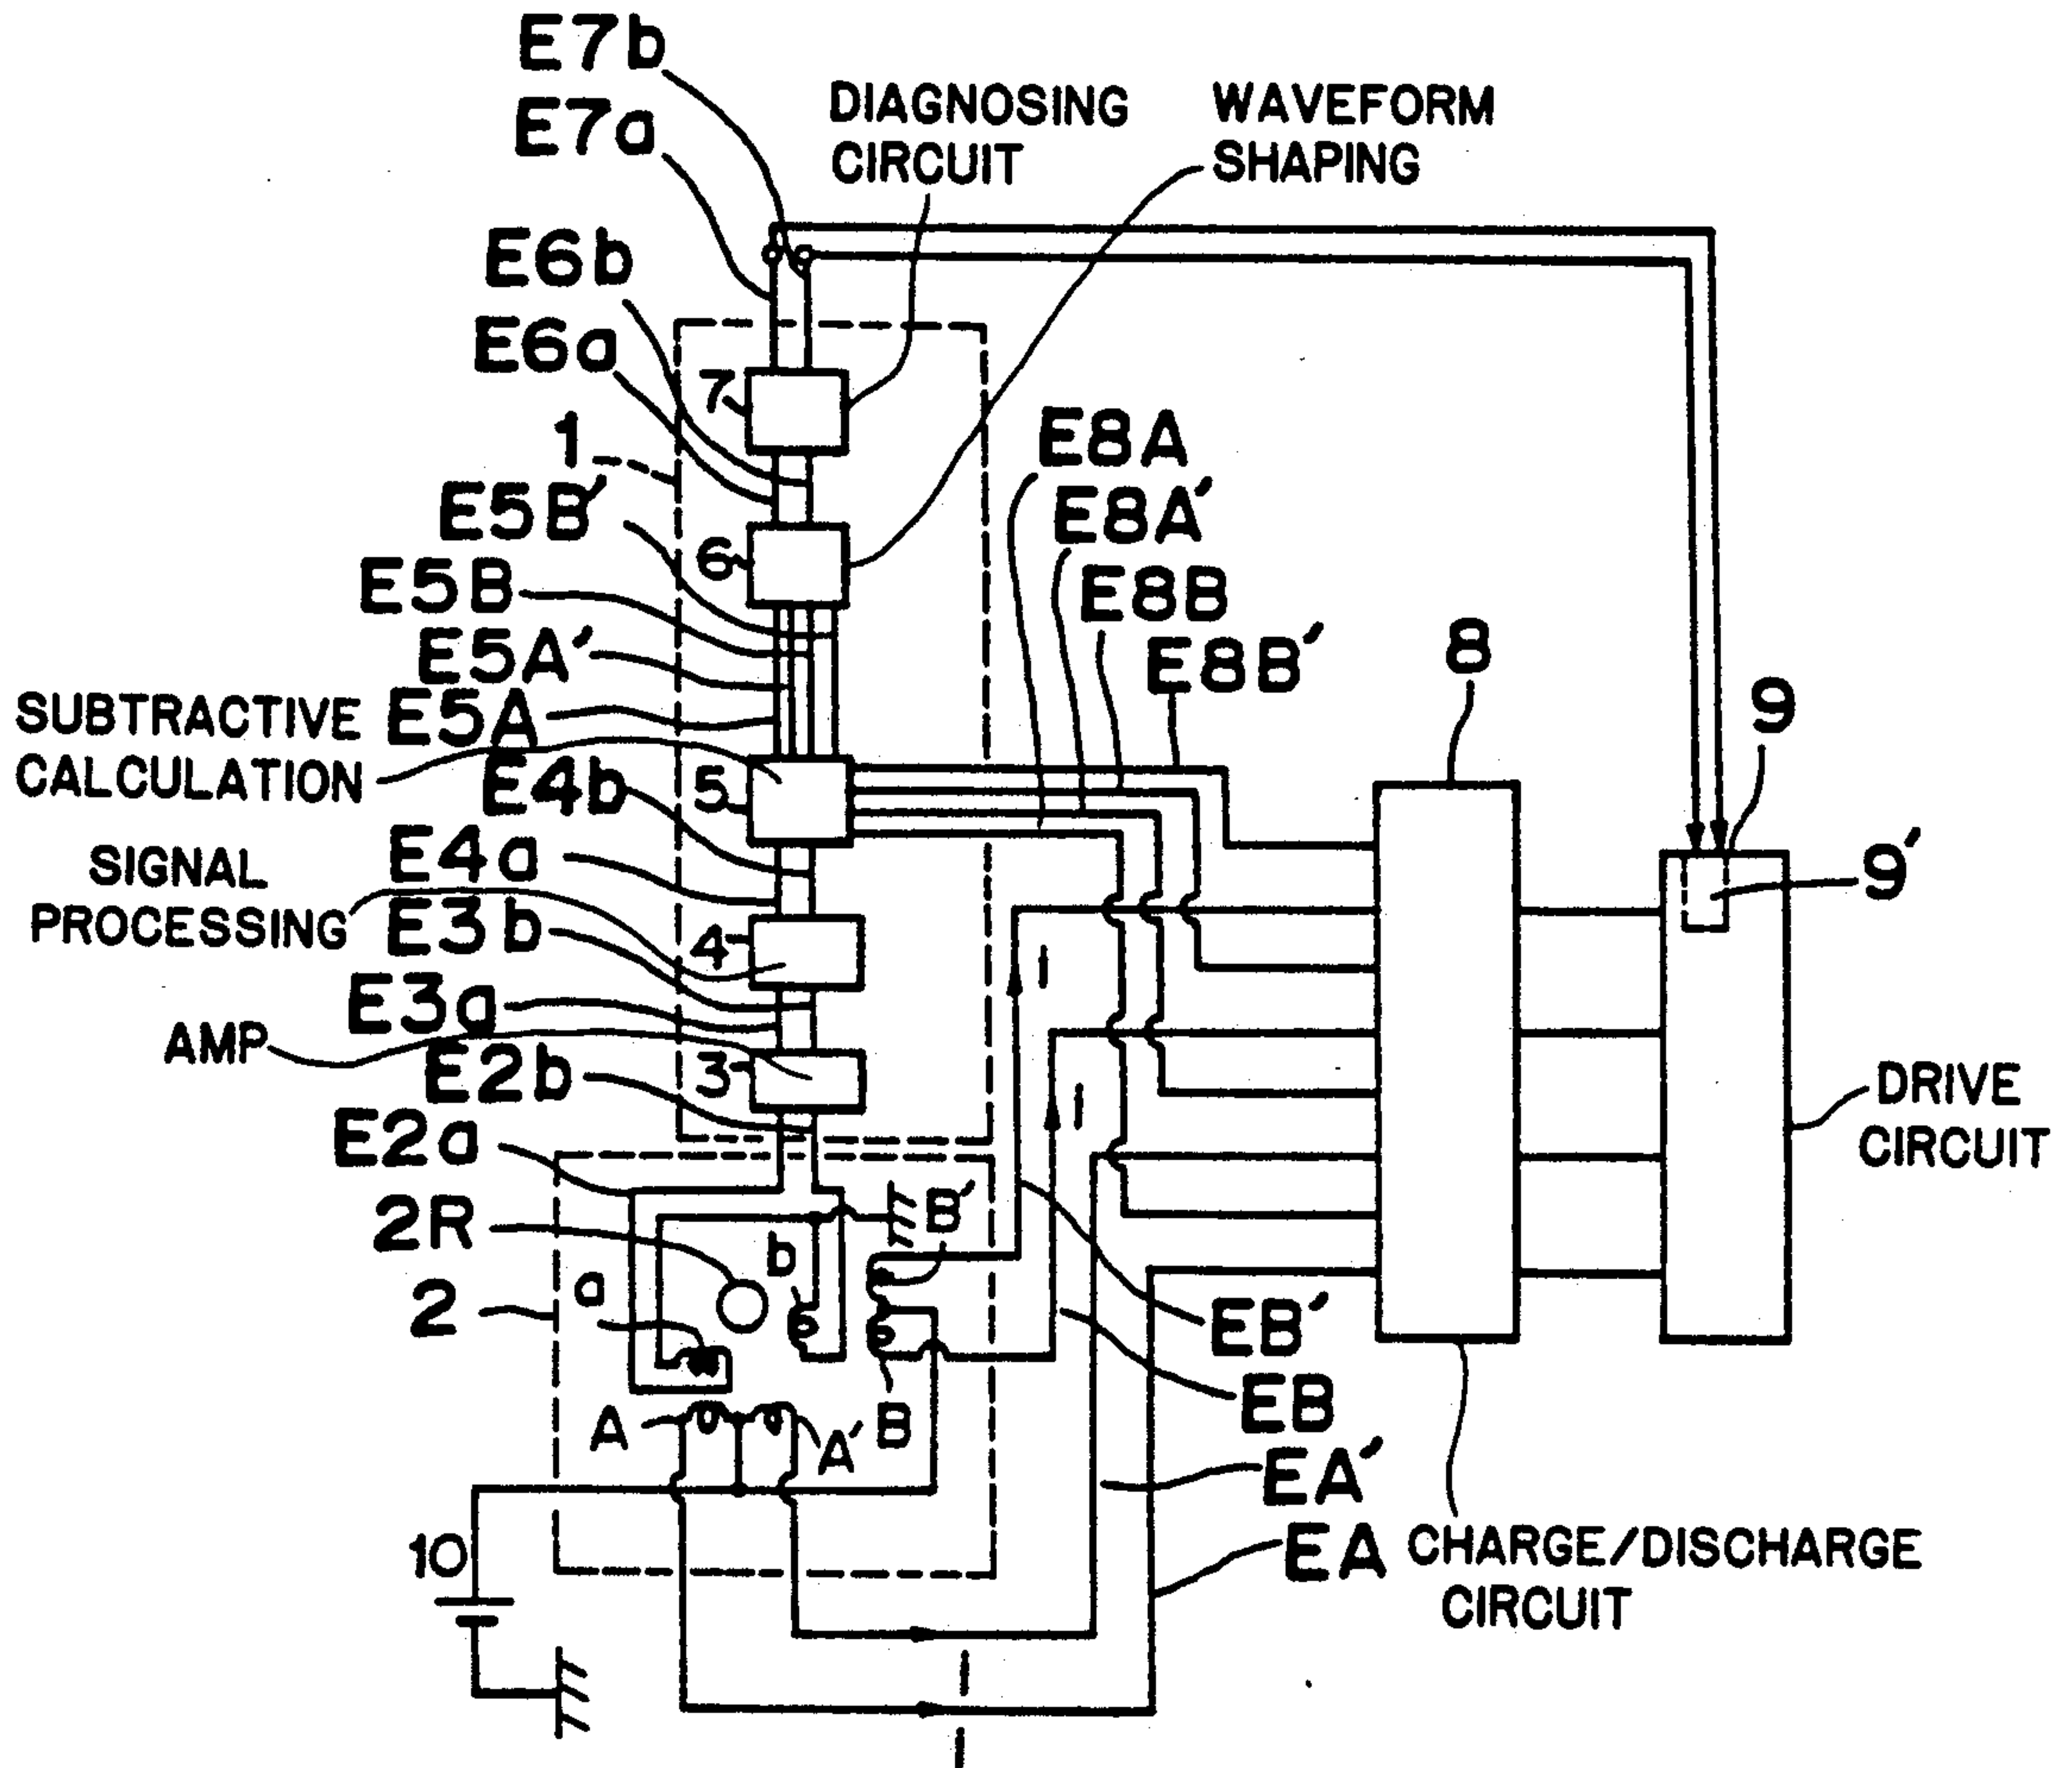 E7b
E7a
DIAGNOSING
CIRCUIT
WAVEFORM
SHAPING
E6b
E6a
7
1
E5B'
6
E5B
E5A'
E5A
SUBTRACTIVE
CALCULATION
E8A
E8A'
E8B
E8B'
8
9
9'
5
E4b
E4a
SIGNAL
PROCESSING
E3b
4
E3a
AMP
3
E2b
E2a
I
I
DRIVE
CIRCUIT
2R
2
a
b
B'
B
A
A'
EB'
EB
EA'
EA
CHARGE/DISCHARGE
CIRCUIT
10
I
I